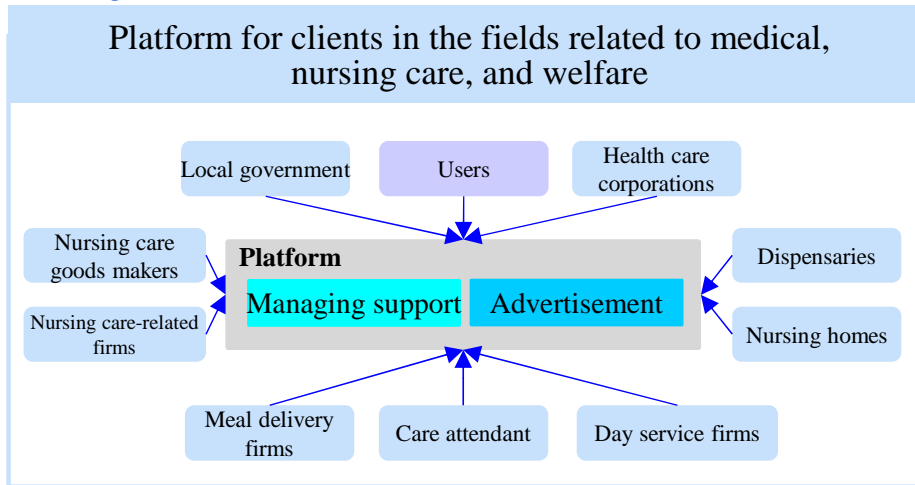 Platform for clients in the fields related to medical,
nursing care, and welfare
Local government
Users
Health care
corporations
Nursing care
goods makers
Platform
Dispensaries
Managing support
Advertisement
Nursing care-related
firms
Nursing homes
Meal delivery
firms
Care attendant
Day service firms